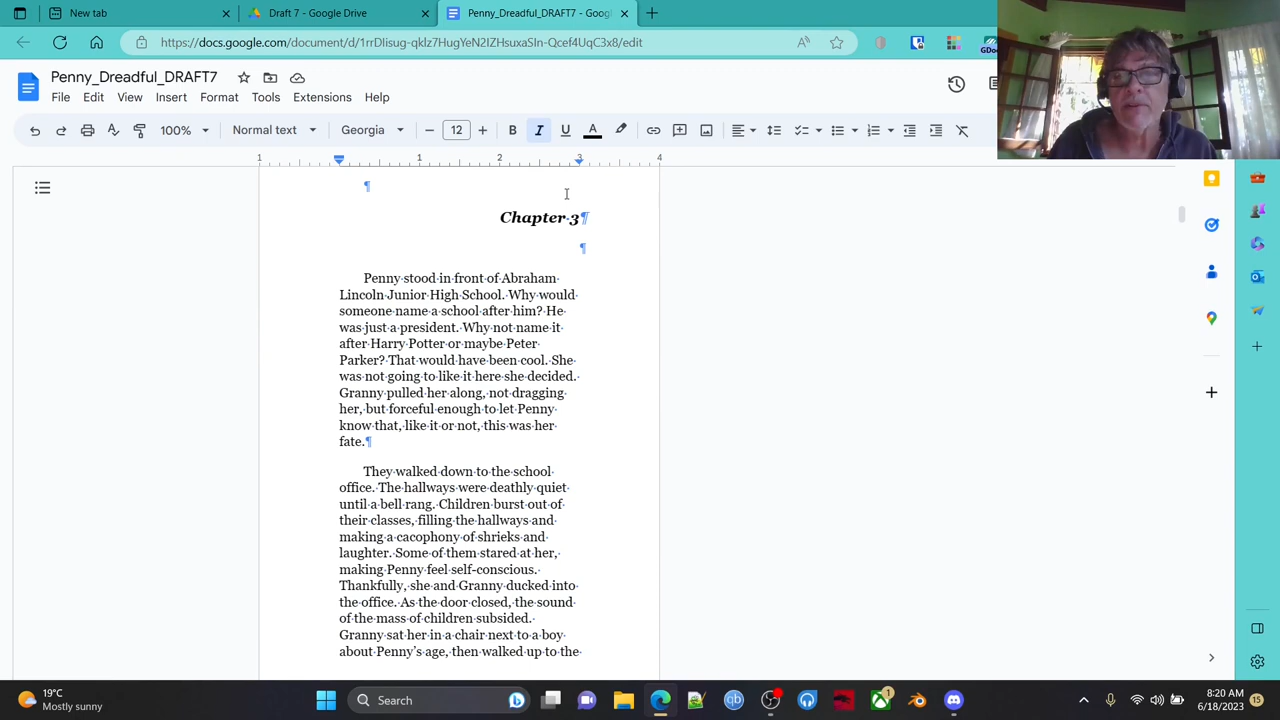 New tab
Draft 7 - Google Drive
Penny_Dreadful_DRAFT7 - Goog
https://docs.google.com/document/d/1rrDIisug-qklz7HugYeN2IZHsuxaSIn-Qcef4UqC3x8/edit
Penny_Dreadful_DRAFT7
File Edit View Insert Format Tools Extensions Help
100% Normal text Georgia 12 B I U A
1 1 2 3 4
Chapter 3
Penny stood in front of Abraham
Lincoln Junior High School. Why would
someone name a school after him? He
was just a president. Why not name it
after Harry Potter or maybe Peter
Parker? That would have been cool. She
was not going to like it here she decided.
Granny pulled her along, not dragging
her, but forceful enough to let Penny
know that, like it or not, this was her
fate.
They walked down to the school
office. The hallways were deathly quiet
until a bell rang. Children burst out of
their classes, filling the hallways and
making a cacophony of shrieks and
laughter. Some of them stared at her,
making Penny feel self-conscious.
Thankfully, she and Granny ducked into
the office. As the door closed, the sound
of the mass of children subsided.
Granny sat her in a chair next to a boy
about Penny's age, then walked up to the
19°C
Mostly sunny
Search
8:20 AM
6/18/2023
15